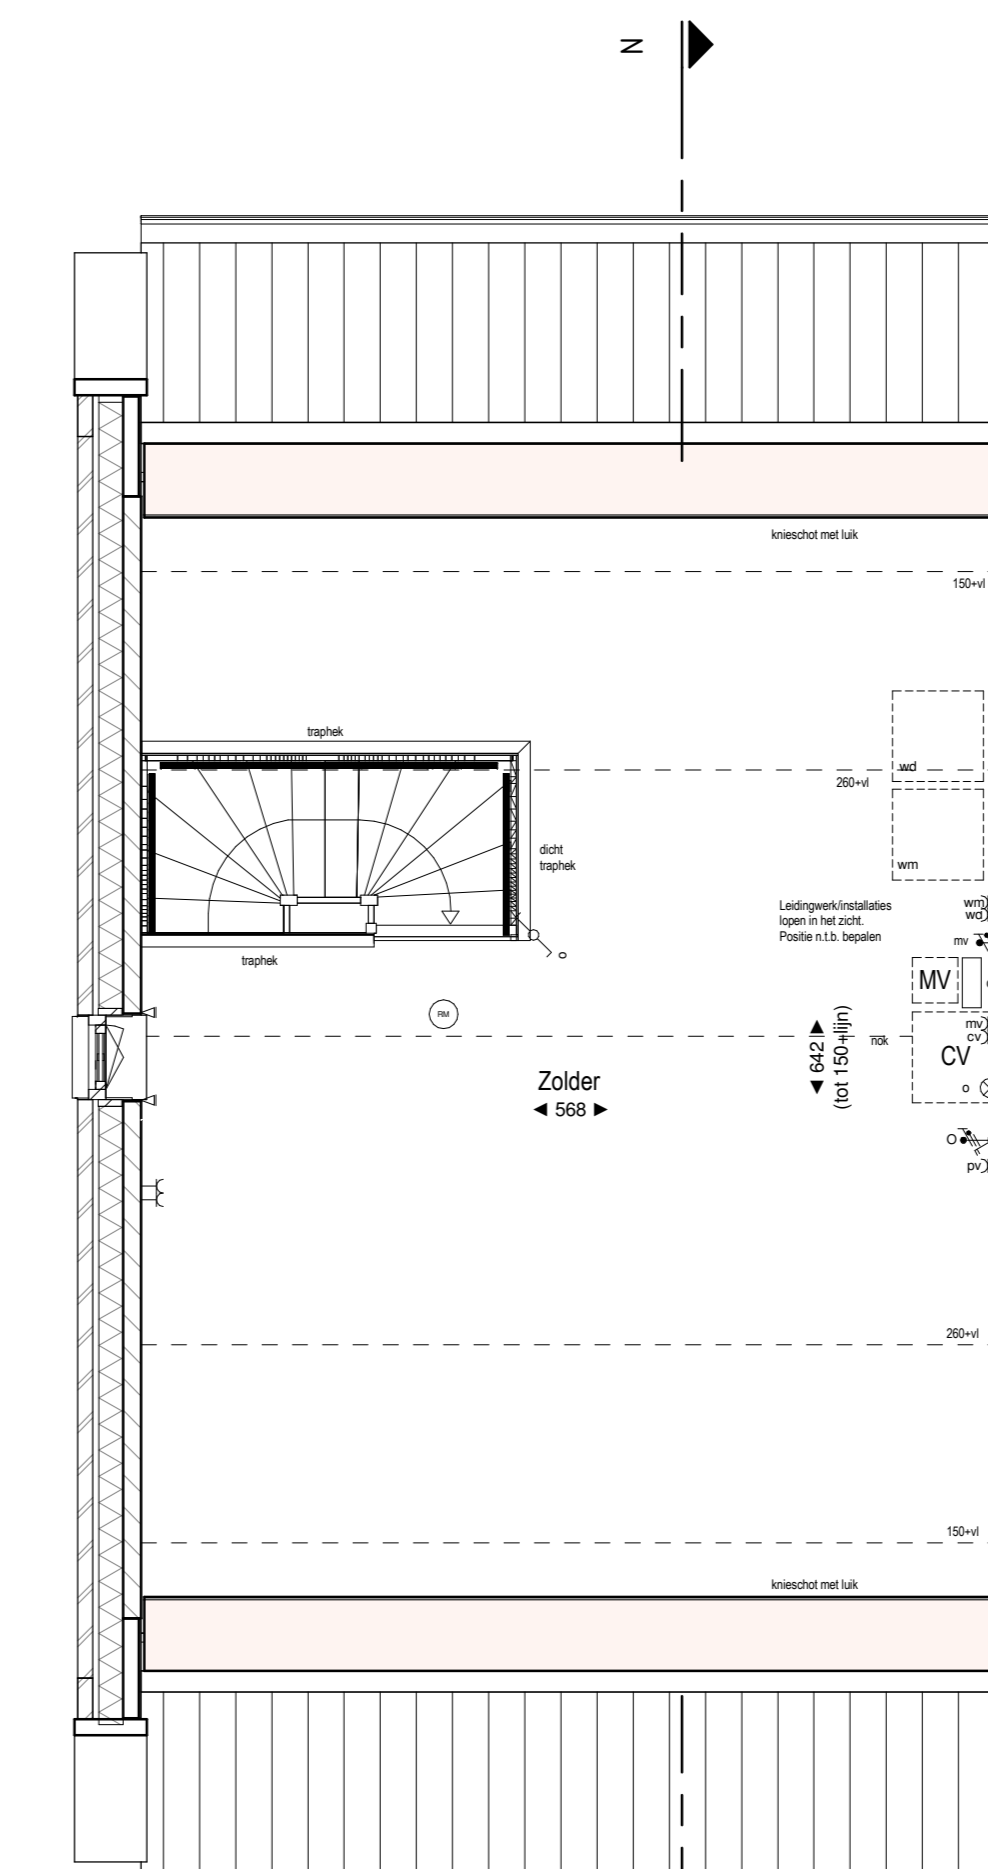 N
knieschot met luik
150+vl
traphek
260+vl
wd
dicht
traphek
wm
Leidingwerk/installaties
lopen in het zicht.
Positie n.t.b. bepalen
wm
wd
mv
traphek
MV
RM
642
(tot 150+lijn)
nok
mv
cv
CV
Zolder
568
o
o
O
pv
260+vl
150+vl
knieschot met luik